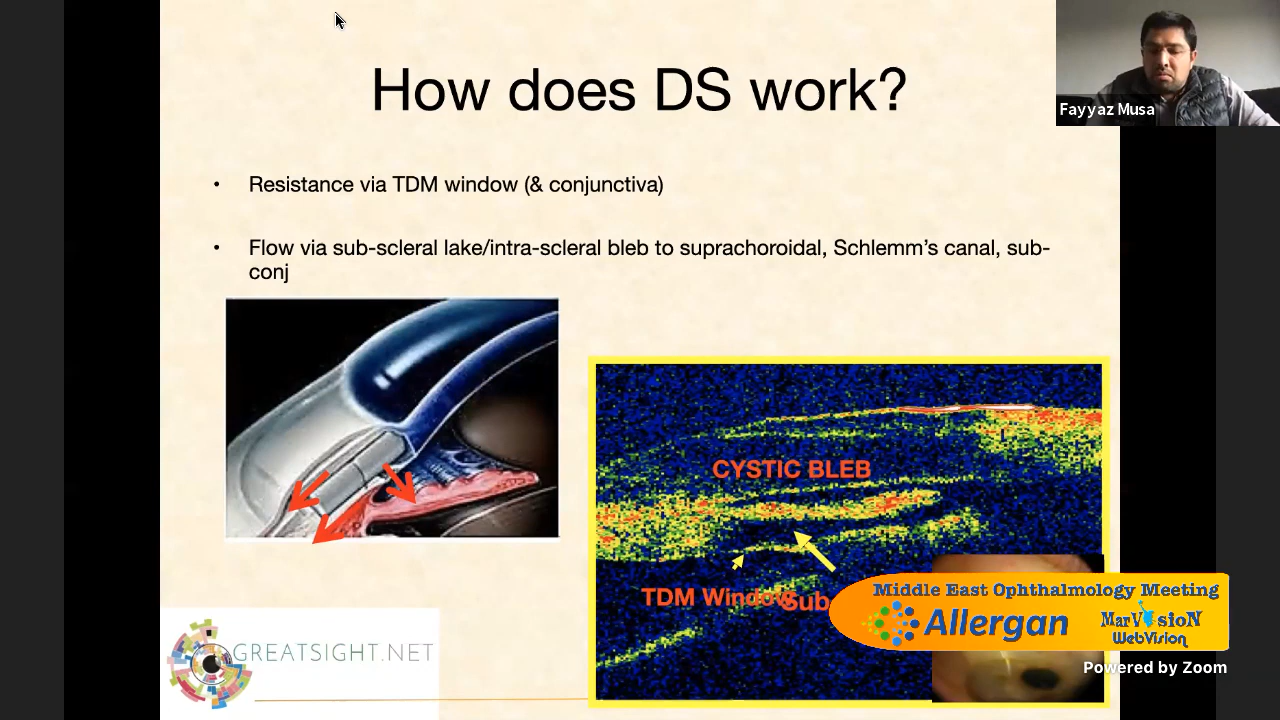 How does DS work?
Fayyaz Musa
• Resistance via TDM window (& conjunctiva)
• Flow via sub-scleral lake/intra-scleral bleb to suprachoroidal, Schlemm's canal, sub-
conj
CYSTIC BLEB
TDM Window
Sub
Middle East Ophthalmology Meeting
Allergan
MarVision
WebVision
GREATSIGHT.NET
Powered by Zoom